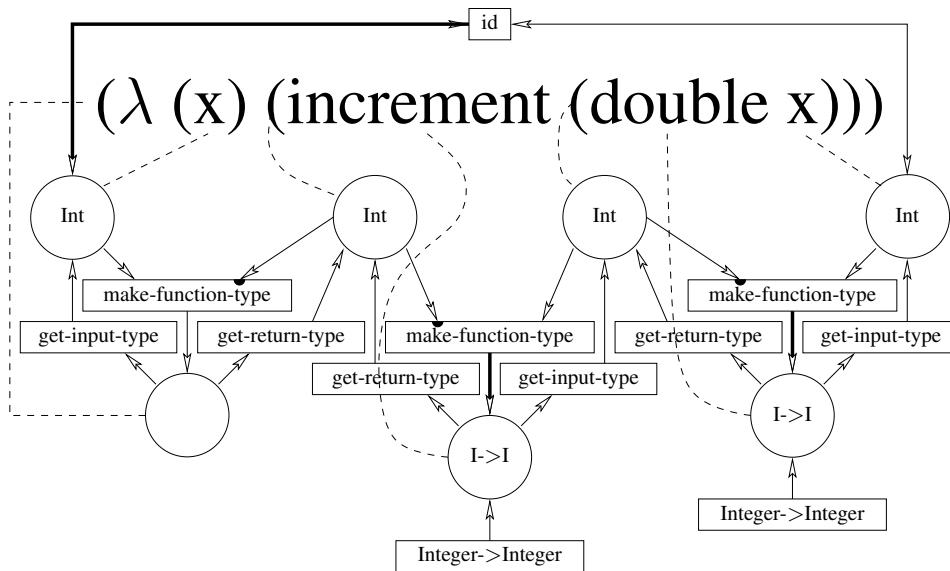 id
(λ (x) (increment (double x)))
Int Int Int Int
make-function-type make-function-type
get-input-type get-return-type make-function-type get-return-type get-input-type
get-return-type get-input-type
I->I
I->I
Integer->Integer
Integer->Integer